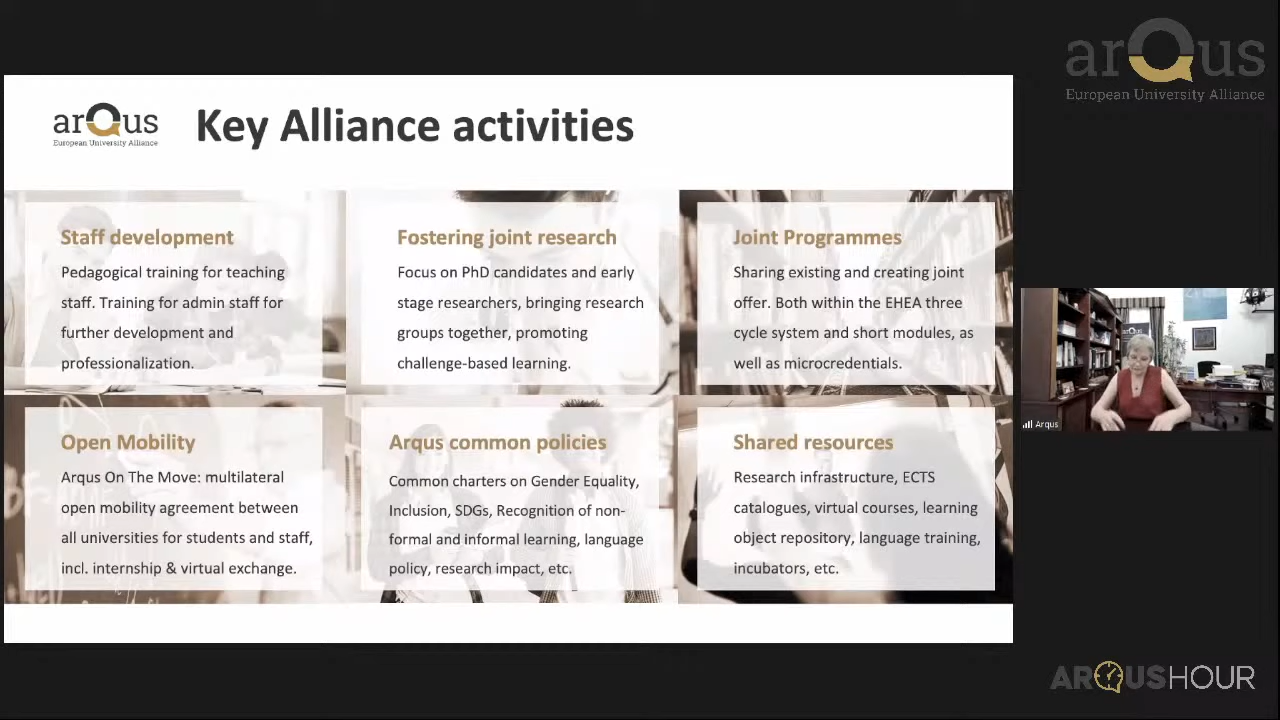 arQus
European University Alliance
Key Alliance activities
Staff development
Pedagogical training for teaching
staff. Training for admin staff for
further development and
professionalization.
Fostering joint research
Focus on PhD candidates and early
stage researchers, bringing research
groups together, promoting
challenge-based learning.
Joint Programmes
Sharing existing and creating joint
offer. Both within the EHEA three
cycle system and short modules, as
well as microcredentials.
Open Mobility
Arqus On The Move: multilateral
open mobility agreement between
all universities for students and staff,
incl. internship & virtual exchange.
Arqus common policies
Common charters on Gender Equality,
Inclusion, SDGs, Recognition of non-
formal and informal learning, language
policy, research impact, etc.
Shared resources
Research infrastructure, ECTS
catalogues, virtual courses, learning
object repository, language training,
incubators, etc.
arQus
European University Alliance
arQus
Arqus
ARQUSHOUR